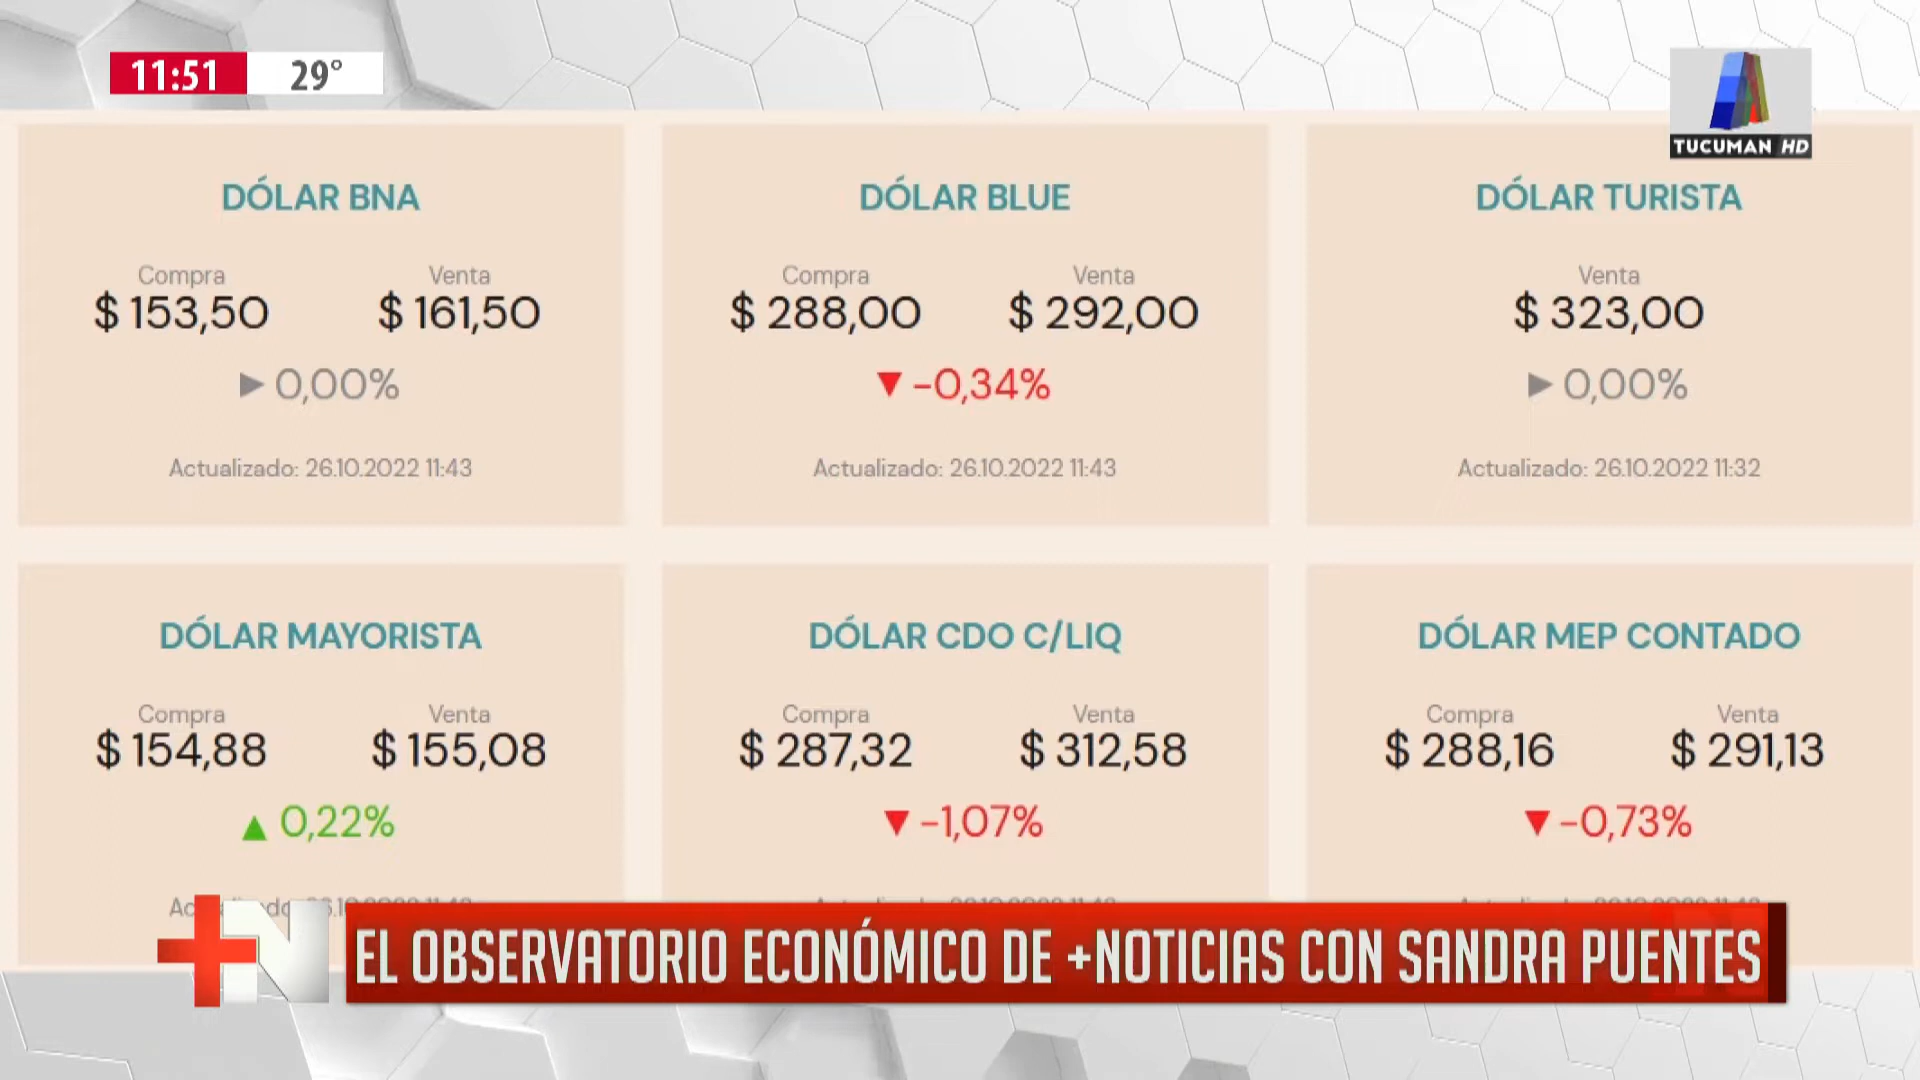 11:51 29°
TUCUMAN HD
DÓLAR BNA
Compra Venta
$ 153,50 $ 161,50
0,00%
Actualizado: 26.10.2022 11:43
DÓLAR BLUE
Compra Venta
$ 288,00 $ 292,00
-0,34%
Actualizado: 26.10.2022 11:43
DÓLAR TURISTA
Venta
$ 323,00
0,00%
Actualizado: 26.10.2022 11:32
DÓLAR MAYORISTA
Compra Venta
$ 154,88 $ 155,08
0,22%
DÓLAR CDO C/LIQ
Compra Venta
$ 287,32 $ 312,58
-1,07%
DÓLAR MEP CONTADO
Compra Venta
$ 288,16 $ 291,13
-0,73%
+N
EL OBSERVATORIO ECONÓMICO DE +NOTICIAS CON SANDRA PUENTES